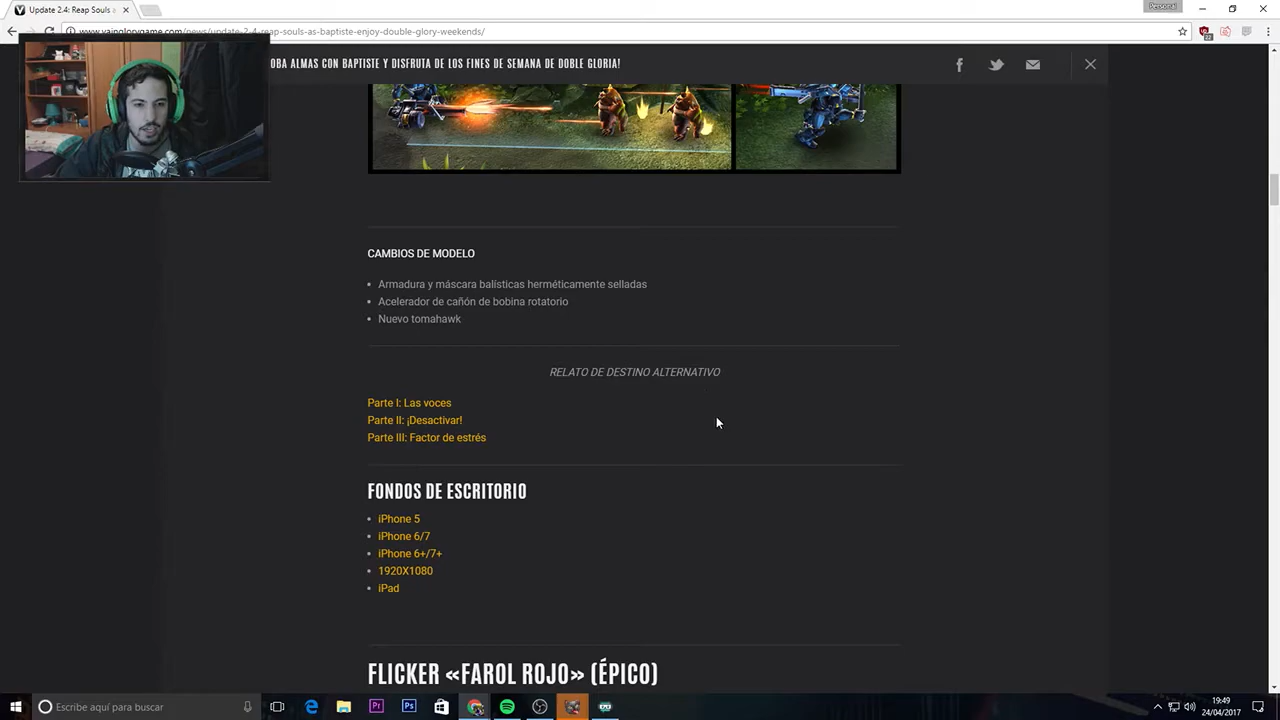 Update 2.4: Reap Souls a
Personal
www.vainglorygame.com/news/update-2-4-reap-souls-as-baptiste-enjoy-double-glory-weekends/
22
OBA ALMAS CON BAPTISTE Y DISFRUTA DE LOS FINES DE SEMANA DE DOBLE GLORIA!
CAMBIOS DE MODELO
Armadura y máscara balísticas herméticamente selladas
Acelerador de cañón de bobina rotatorio
Nuevo tomahawk
RELATO DE DESTINO ALTERNATIVO
Parte I: Las voces
Parte II: ¡Desactivar!
Parte III: Factor de estrés
FONDOS DE ESCRITORIO
iPhone 5
iPhone 6/7
iPhone 6+/7+
1920X1080
iPad
FLICKER «FAROL ROJO» (ÉPICO)
Escribe aquí para buscar
19:49
24/04/2017